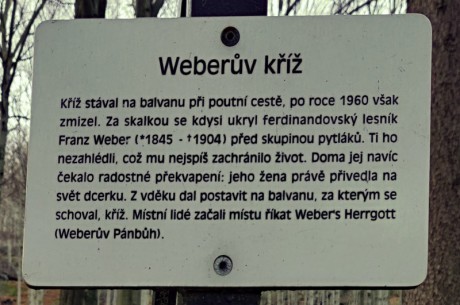 Weberův kříž
Kříž stával na balvanu při poutní cestě, po roce 1960 však
zmizel. Za skalkou se kdysi ukryl ferdinandovský lesník
Franz Weber (*1845 - †1904) před skupinou pytláků. Ti ho
nezahlédli, což mu nejspíš zachránilo život. Doma jej navíc
čekalo radostné překvapení: jeho žena právě přivedla na
svět dcerku. Z vděku dal postavit na balvanu, za kterým se
schoval, kříž. Místní lidé začali místu říkat Weber's Herrgott
(Weberův Pánbůh).